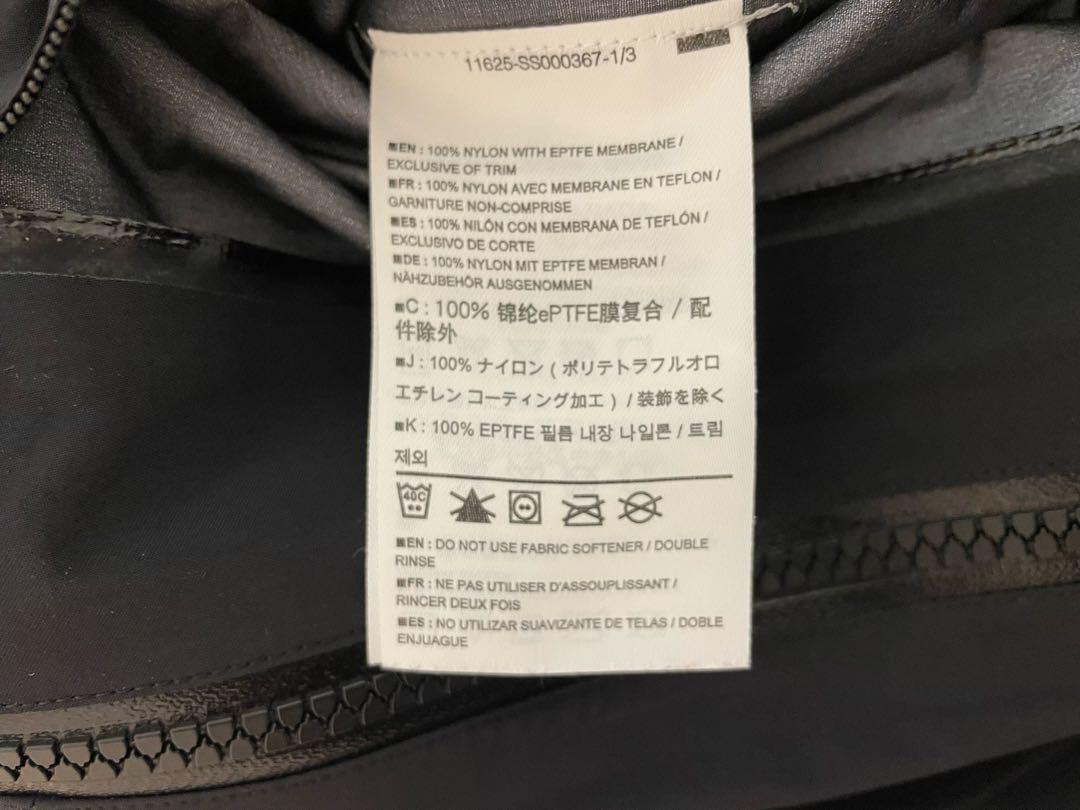 11625-SS000367-1/3
EN : 100% NYLON WITH EPTFE MEMBRANE /
EXCLUSIVE OF TRIM
FR : 100% NYLON AVEC MEMBRANE EN TEFLON /
GARNITURE NON-COMPRISE
ES : 100% NILÓN CON MEMBRANA DE TEFLÓN /
EXCLUSIVO DE CORTE
DE : 100% NYLON MIT EPTFE MEMBRAN /
NÄHZUBEHÖR AUSGENOMMEN
C : 100% 锦纶ePTFE膜复合 / 配
件除外
J : 100% ナイロン ( ポリテトラフルオロ
エチレン コーティング加工 ) / 装飾を除く
K : 100% EPTFE 필름 내장 나일론 / 트림
제외
40C
EN : DO NOT USE FABRIC SOFTENER / DOUBLE
RINSE
FR : NE PAS UTILISER D'ASSOUPLISSANT /
RINCER DEUX FOIS
ES : NO UTILIZAR SUAVIZANTE DE TELAS / DOBLE
ENJUAGUE